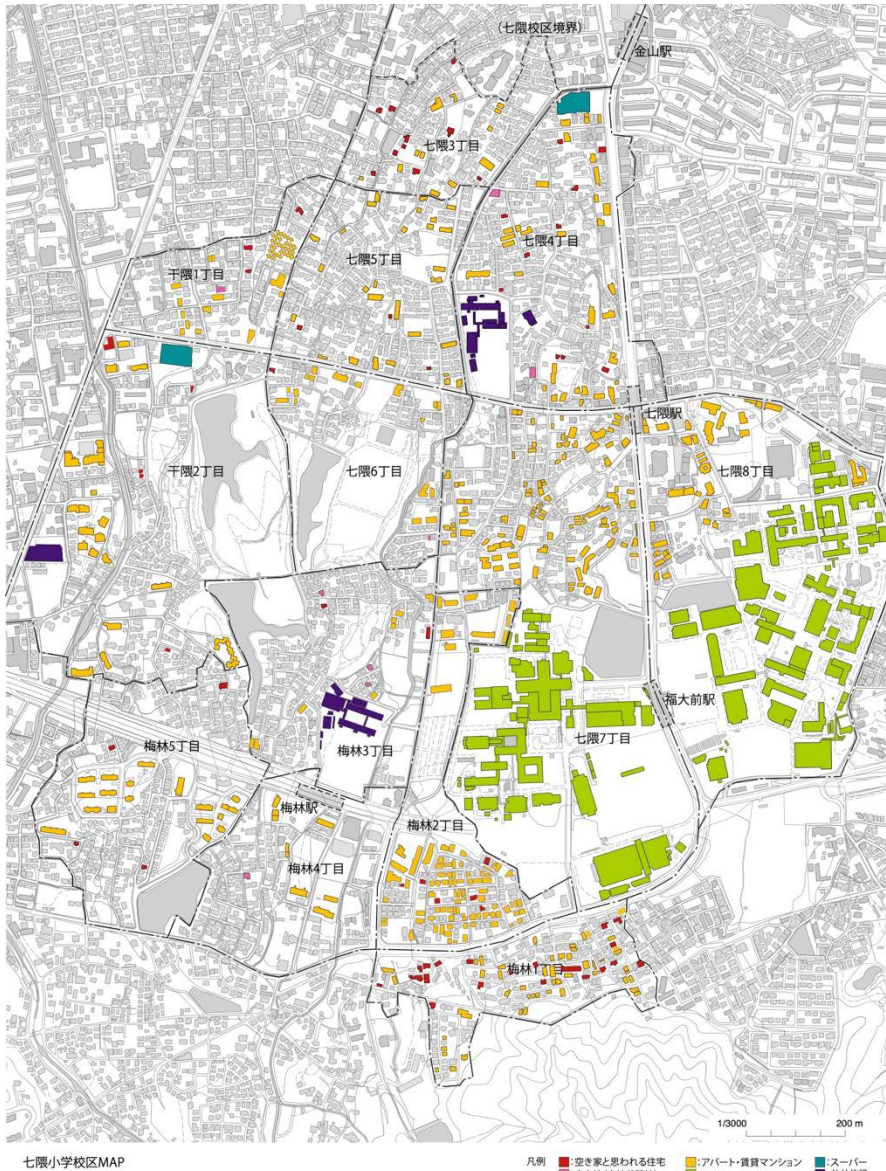 (七隈校区境界)
金山駅
七隈3丁目
七隈4丁目
七隈5丁目
干隈1丁目
七隈駅
七隈8丁目
干隈2丁目
七隈6丁目
福大前駅
七隈7丁目
梅林3丁目
梅林5丁目
梅林駅
梅林2丁目
梅林4丁目
梅林1丁目
1/3000 200 m
七隈小学校区MAP
凡例 :空き家と思われる住宅 :アパート・賃貸マンション :スーパー